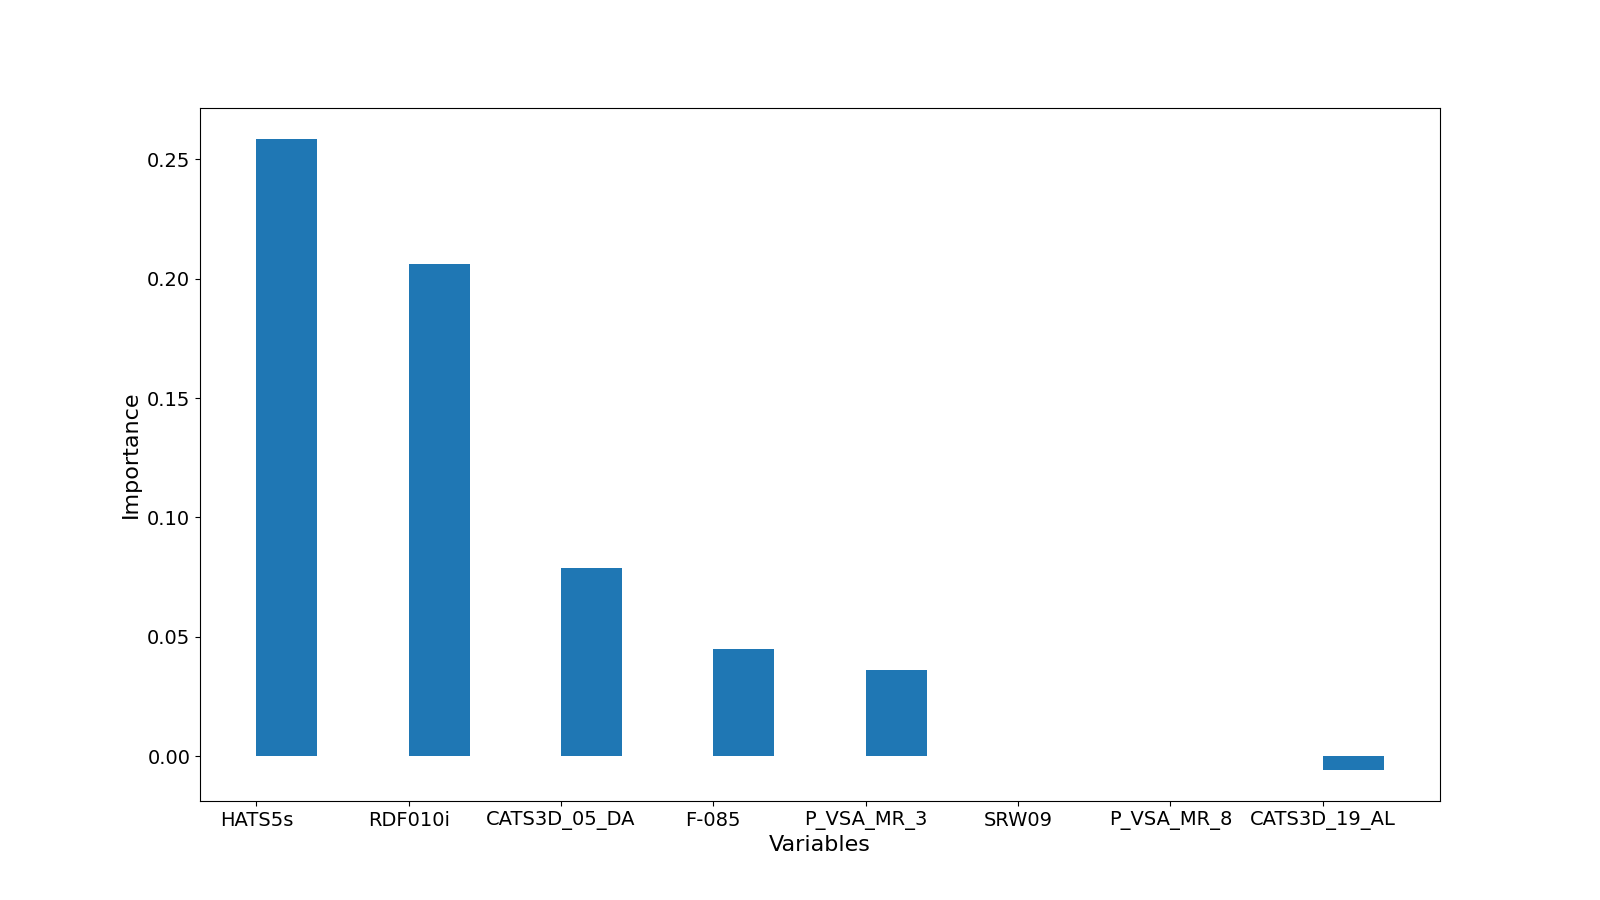 0.25
0.20
0.15
0.10
0.05
0.00
Importance
HATS5s RDF010i CATS3D_05_DA F-085 P_VSA_MR_3 SRW09 P_VSA_MR_8 CATS3D_19_AL
Variables